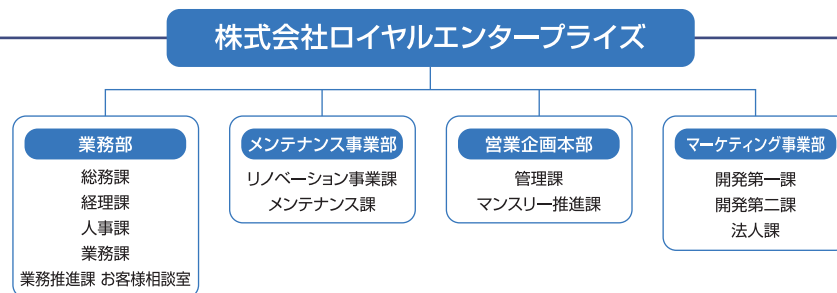 株式会社ロイヤルエンタープライズ
業務部
総務課
経理課
人事課
業務課
業務推進課 お客様相談室
メンテナンス事業部
リノベーション事業課
メンテナンス課
営業企画本部
管理課
マンスリー推進課
マーケティング事業部
開発第一課
開発第二課
法人課